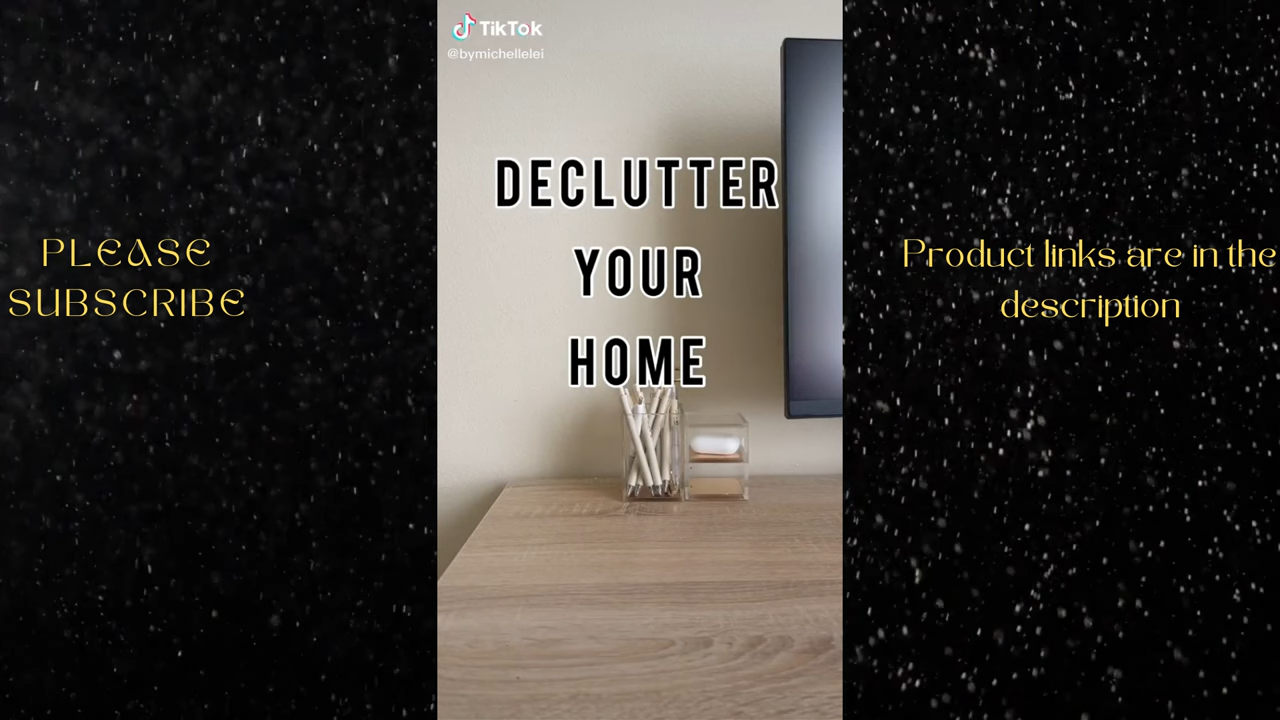 TikTok
@bymichellelei
DECLUTTER
YOUR
HOME
PLEASE
SUBSCRIBE
Product links are in the
description